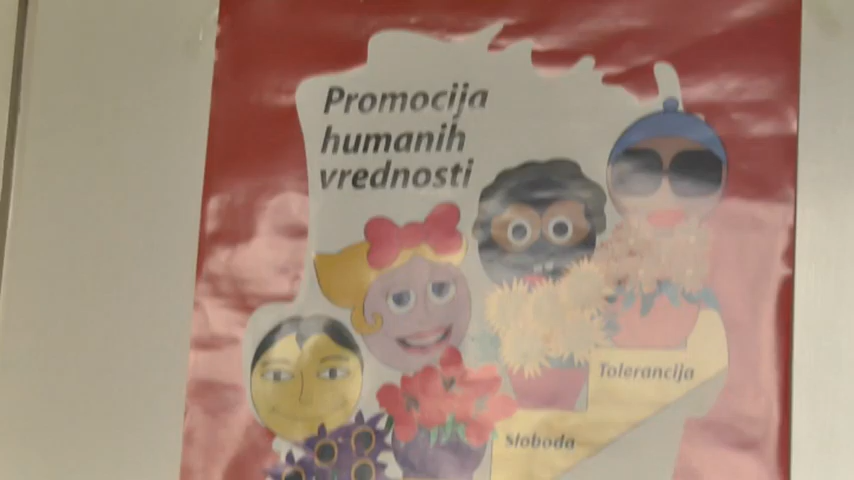 Promocija
humanih
vrednosti
Tolerancija
Sloboda